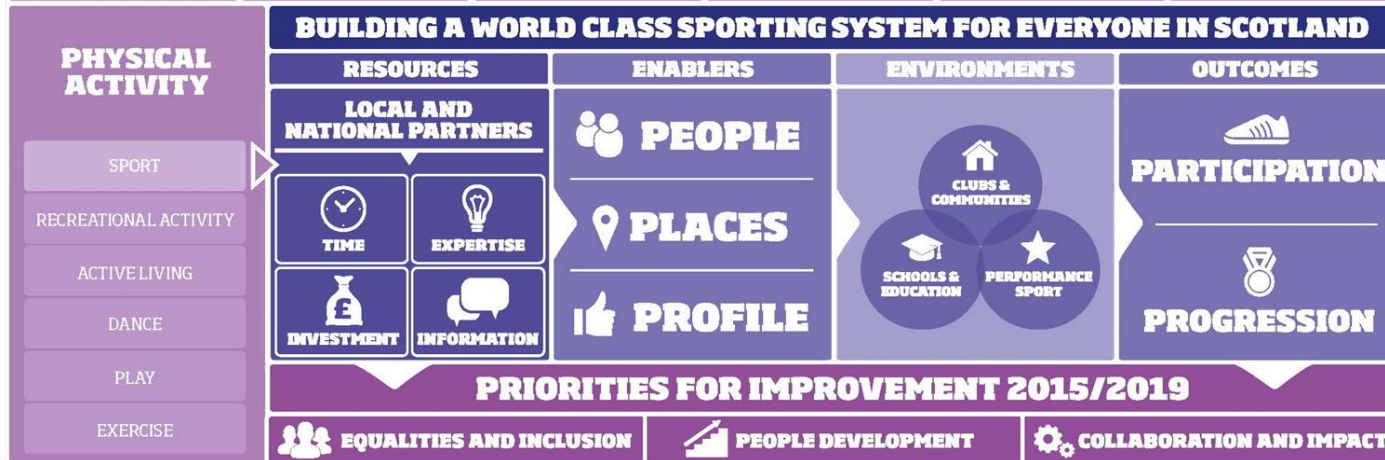 PHYSICAL
ACTIVITY
SPORT
RECREATIONAL ACTIVITY
ACTIVE LIVING
DANCE
PLAY
EXERCISE
BUILDING A WORLD CLASS SPORTING SYSTEM FOR EVERYONE IN SCOTLAND
RESOURCES
LOCAL AND
NATIONAL PARTNERS
TIME
EXPERTISE
£
INVESTMENT
INFORMATION
ENABLERS
PEOPLE
PLACES
PROFILE
ENVIRONMENTS
CLUBS &
COMMUNITIES
SCHOOLS &
EDUCATION
PERFORMANCE
SPORT
OUTCOMES
PARTICIPATION
PROGRESSION
PRIORITIES FOR IMPROVEMENT 2015/2019
EQUALITIES AND INCLUSION
PEOPLE DEVELOPMENT
COLLABORATION AND IMPACT